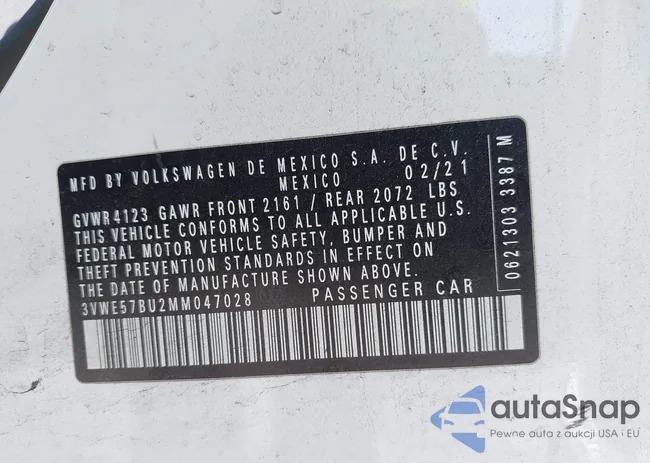 MFD BY VOLKSWAGEN DE MEXICO S.A. DE C.V.
MEXICO 02/21
GVWR4123 GAWR FRONT 2161 / REAR 2072 LBS
THIS VEHICLE CONFORMS TO ALL APPLICABLE U.S.
FEDERAL MOTOR VEHICLE SAFETY, BUMPER AND
THEFT PREVENTION STANDARDS IN EFFECT ON
THE DATE OF MANUFACTURE SHOWN ABOVE.
3VWE57BU2MM047028 PASSENGER CAR
0621303 3387 M
autaSnap
Pewne auta z aukcji USA i EU